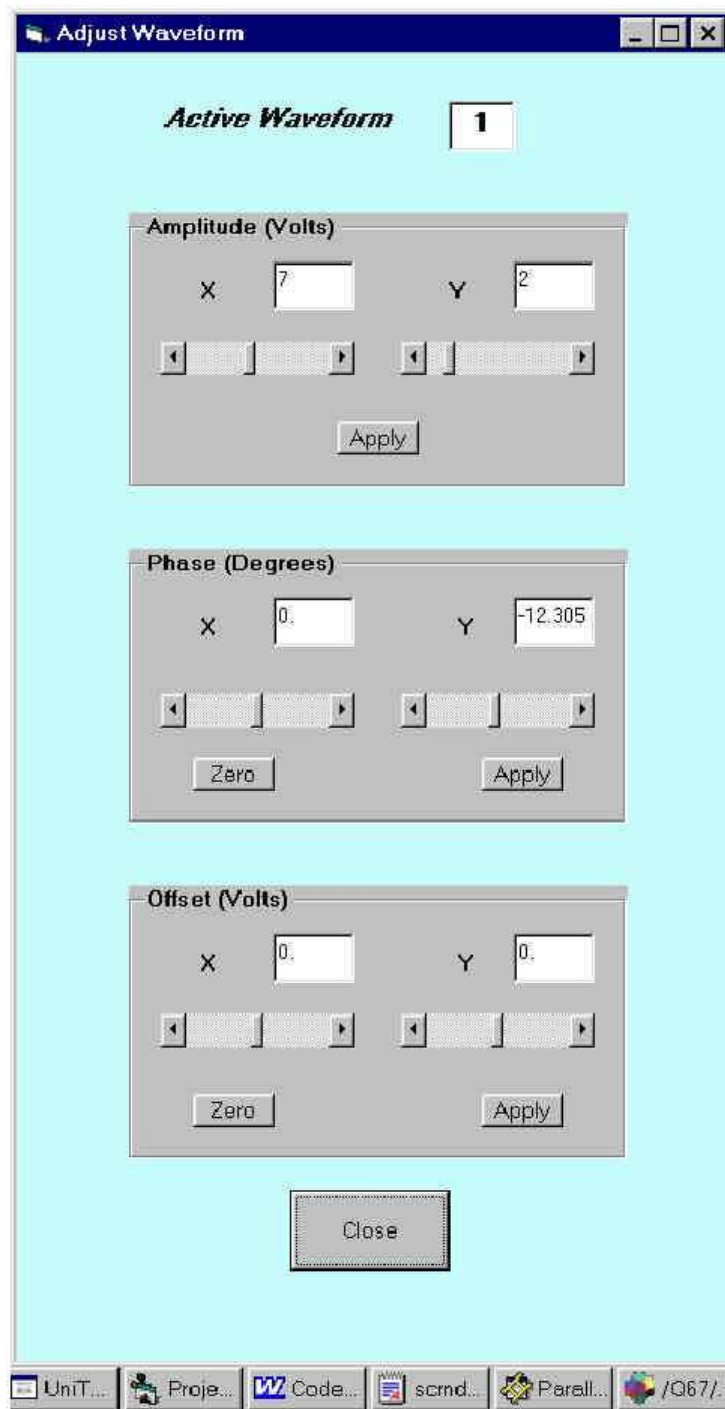 Adjust Waveform
Active Waveform 1
Amplitude (Volts)
X 7 Y 2
Apply
Phase (Degrees)
X 0. Y -12.305
Zero Apply
Offset (Volts)
X 0. Y 0.
Zero Apply
Close
UniT... Proje... Code... scrnd... Parall... /Q67/.